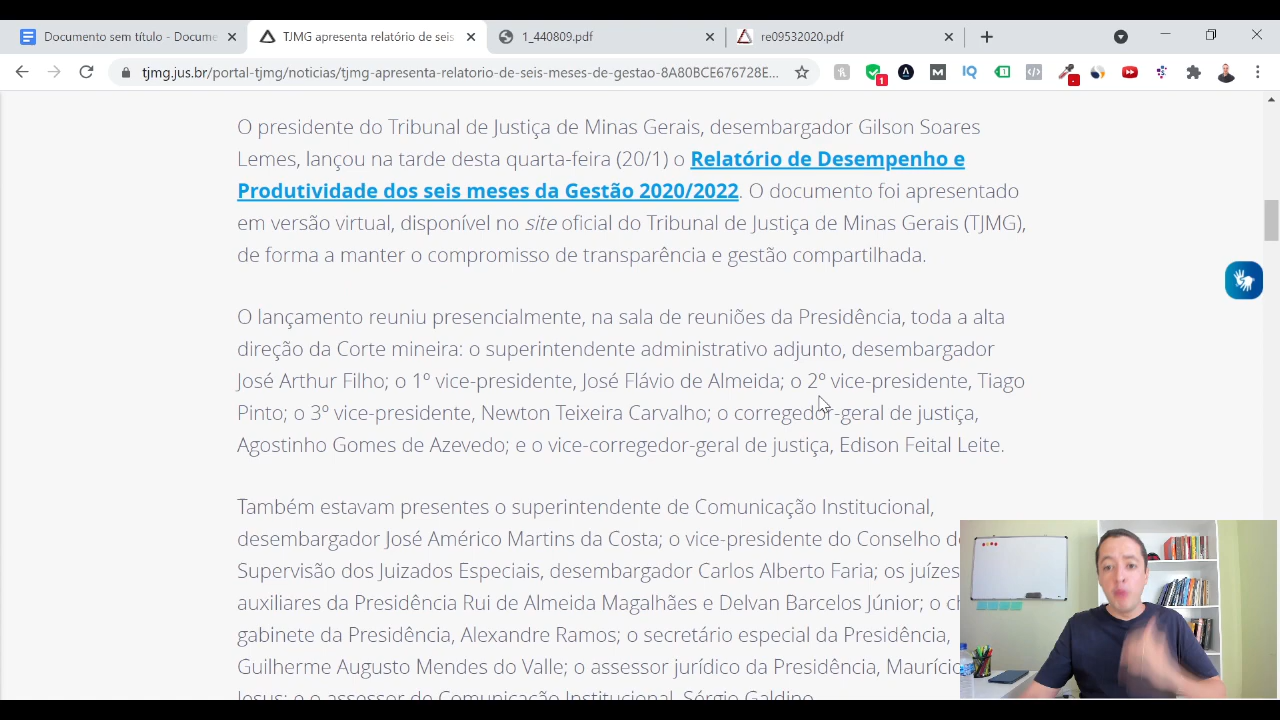 Documento sem título - Docume
TJMG apresenta relatório de seis
1_440809.pdf
re09532020.pdf
tjmg.jus.br/portal-tjmg/noticias/tjmg-apresenta-relatorio-de-seis-meses-de-gestao-8A80BCE676728E...
O presidente do Tribunal de Justiça de Minas Gerais, desembargador Gilson Soares
Lemes, lançou na tarde desta quarta-feira (20/1) o Relatório de Desempenho e
Produtividade dos seis meses da Gestão 2020/2022. O documento foi apresentado
em versão virtual, disponível no site oficial do Tribunal de Justiça de Minas Gerais (TJMG),
de forma a manter o compromisso de transparência e gestão compartilhada.
O lançamento reuniu presencialmente, na sala de reuniões da Presidência, toda a alta
direção da Corte mineira: o superintendente administrativo adjunto, desembargador
José Arthur Filho; o 1º vice-presidente, José Flávio de Almeida; o 2º vice-presidente, Tiago
Pinto; o 3º vice-presidente, Newton Teixeira Carvalho; o corregedor-geral de justiça,
Agostinho Gomes de Azevedo; e o vice-corregedor-geral de justiça, Edison Feital Leite.
Também estavam presentes o superintendente de Comunicação Institucional,
desembargador José Américo Martins da Costa; o vice-presidente do Conselho de
Supervisão dos Juizados Especiais, desembargador Carlos Alberto Faria; os juízes
auxiliares da Presidência Rui de Almeida Magalhães e Delvan Barcelos Júnior; o
gabinete da Presidência, Alexandre Ramos; o secretário especial da Presidência,
Guilherme Augusto Mendes do Valle; o assessor jurídico da Presidência, Maurício
e o assessor de Comunicação Institucional, Sérgio Galdino